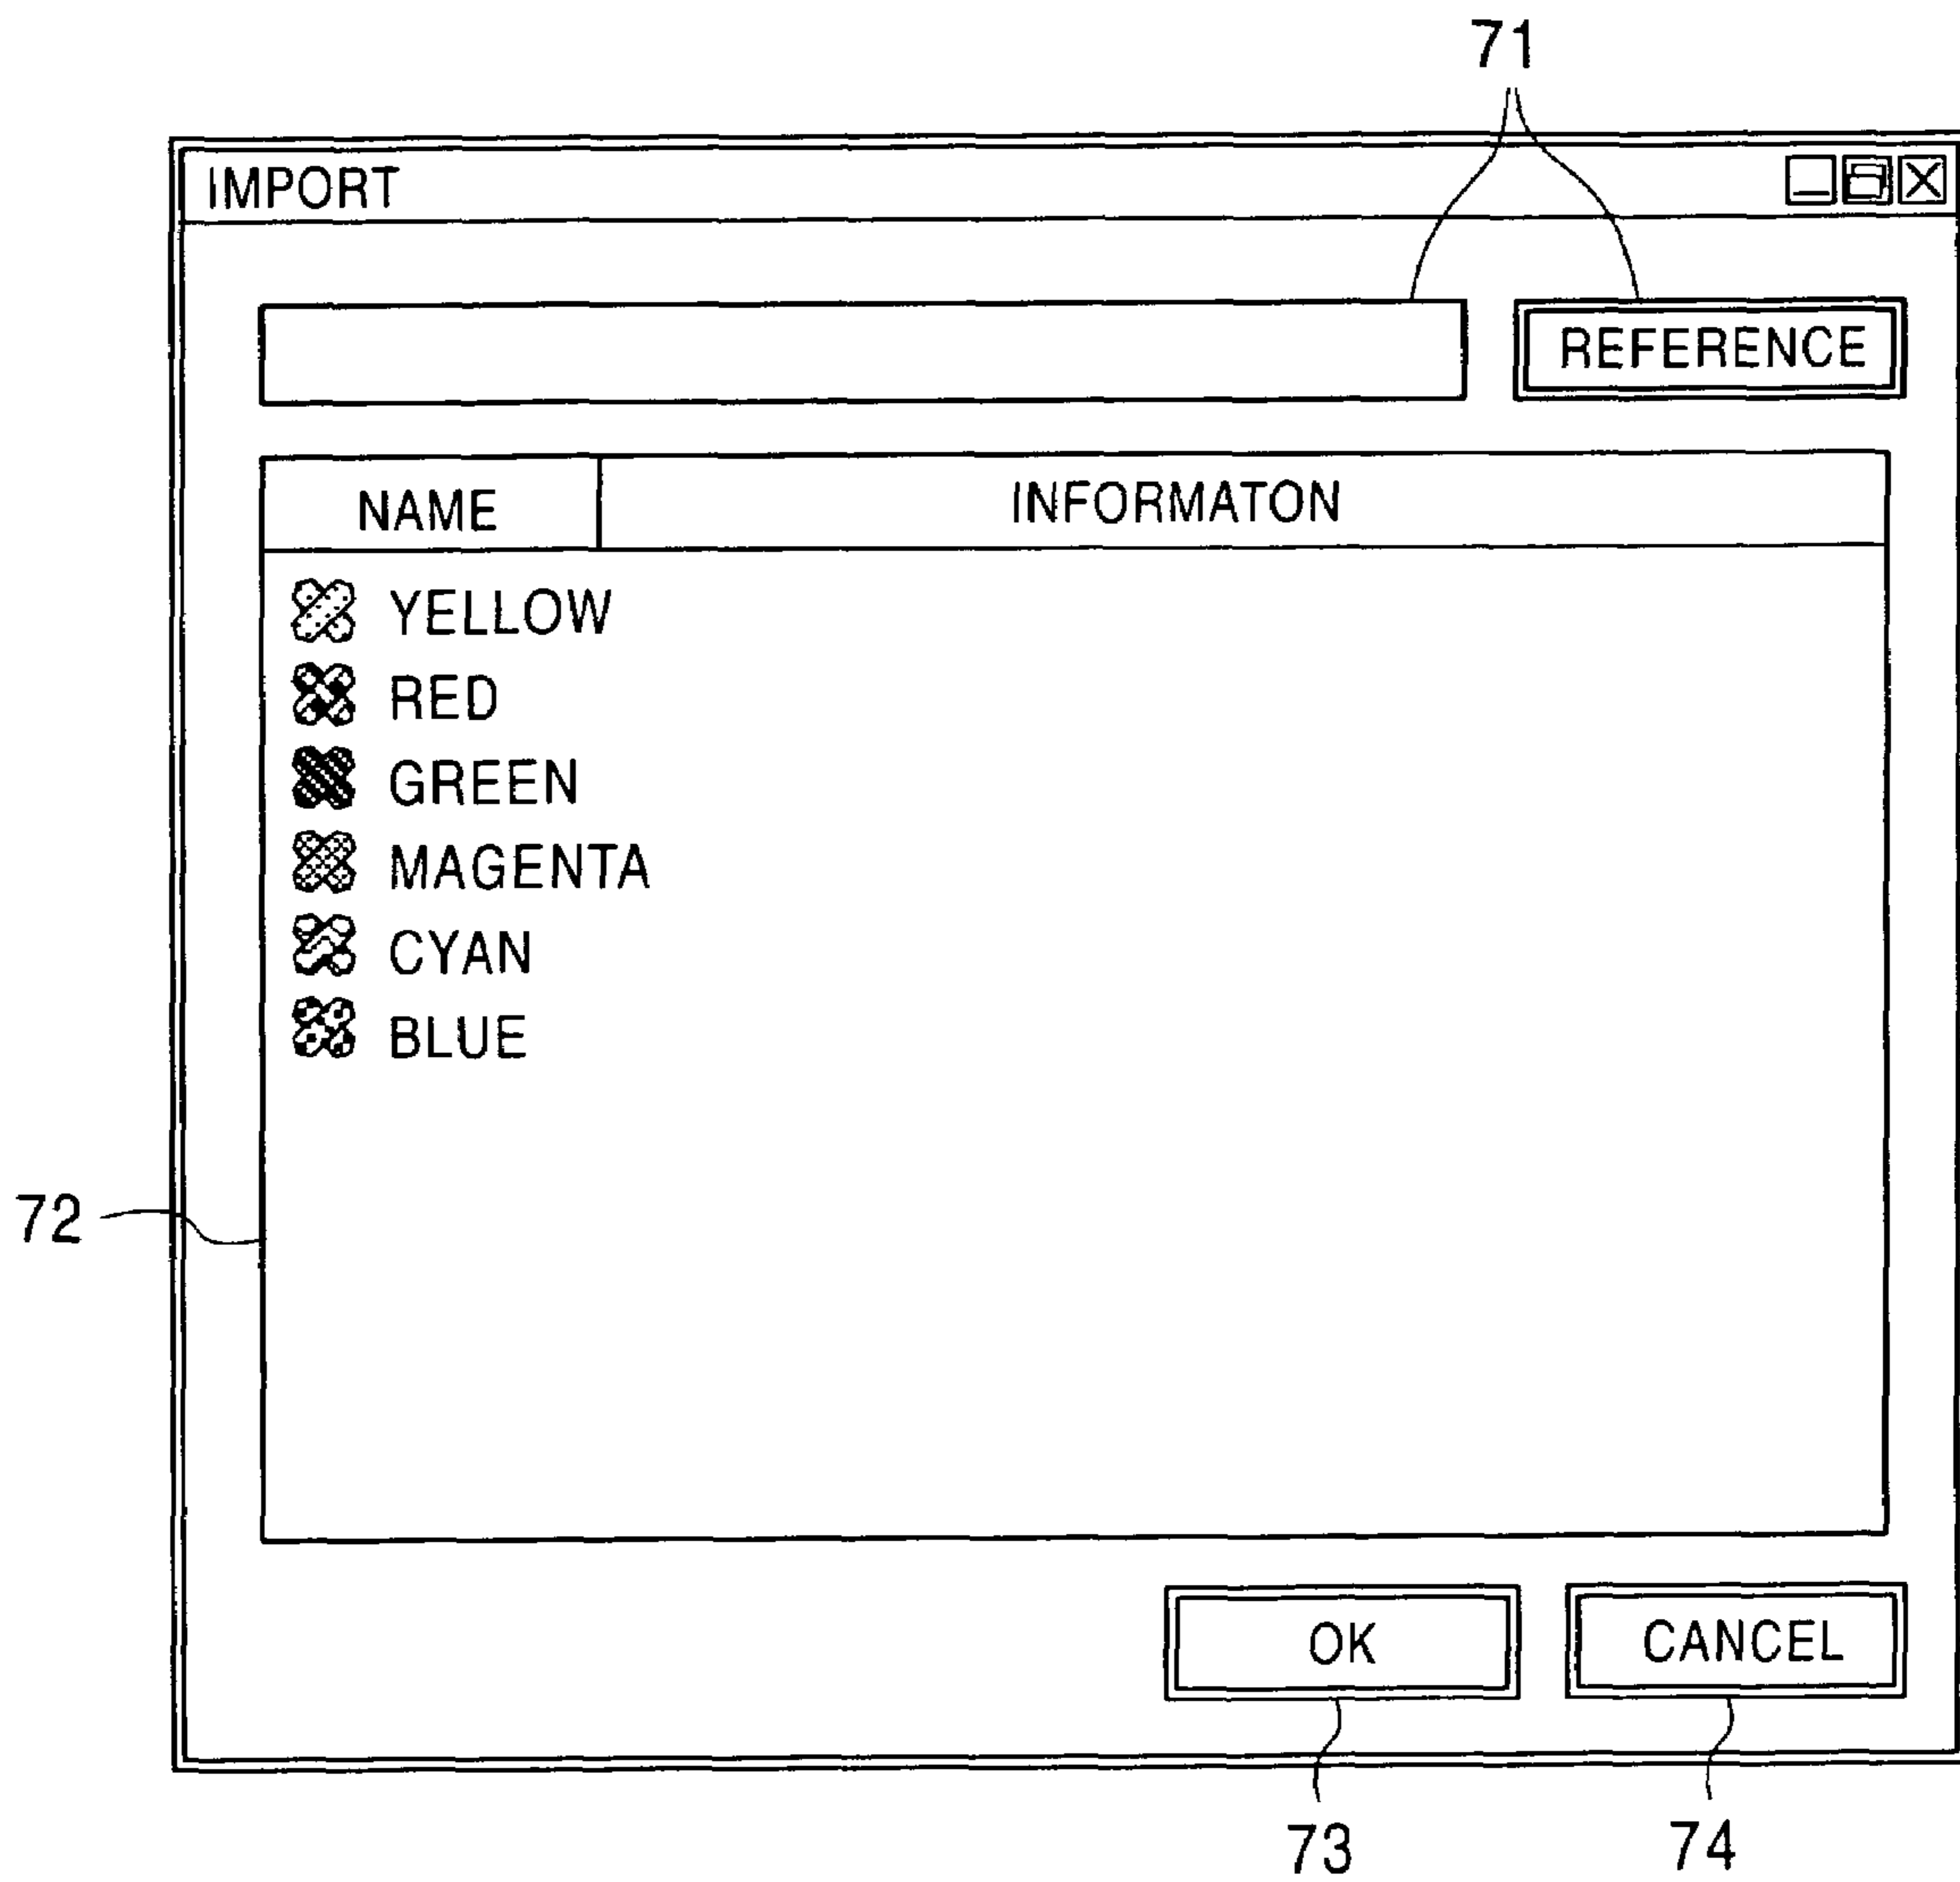 71
IMPORT
REFERENCE
NAME INFORMATON
YELLOW
RED
GREEN
MAGENTA
CYAN
BLUE
72
OK CANCEL
73 74